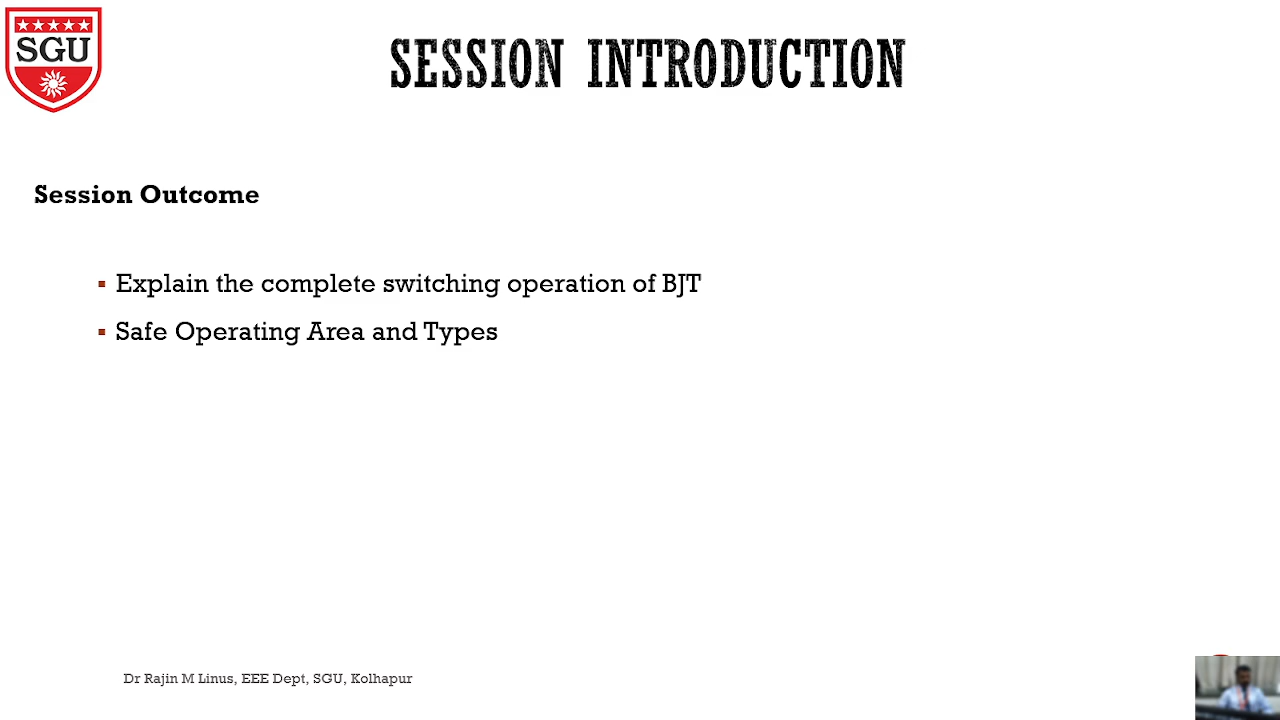 SGU
SESSION INTRODUCTION
Session Outcome
Explain the complete switching operation of BJT
Safe Operating Area and Types
Dr Rajin M Linus, EEE Dept, SGU, Kolhapur